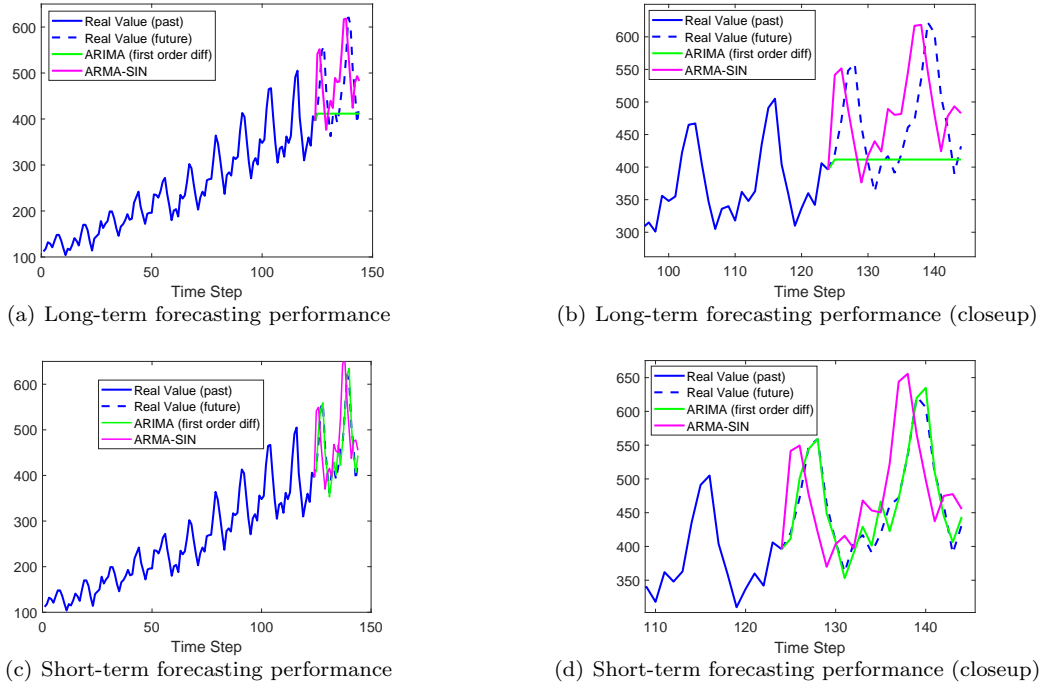 600
500
400
300
200
100
0
50
100
150
Time Step
Real Value (past)
Real Value (future)
ARIMA (first order diff)
ARMA-SIN
(a) Long-term forecasting performance
600
550
500
450
400
350
300
100
110
120
130
140
Time Step
Real Value (past)
Real Value (future)
ARIMA (first order diff)
ARMA-SIN
(b) Long-term forecasting performance (closeup)
600
500
400
300
200
100
0
50
100
150
Time Step
Real Value (past)
Real Value (future)
ARIMA (first order diff)
ARMA-SIN
(c) Short-term forecasting performance
650
600
550
500
450
400
350
110
120
130
140
Time Step
Real Value (past)
Real Value (future)
ARIMA (first order diff)
ARMA-SIN
(d) Short-term forecasting performance (closeup)